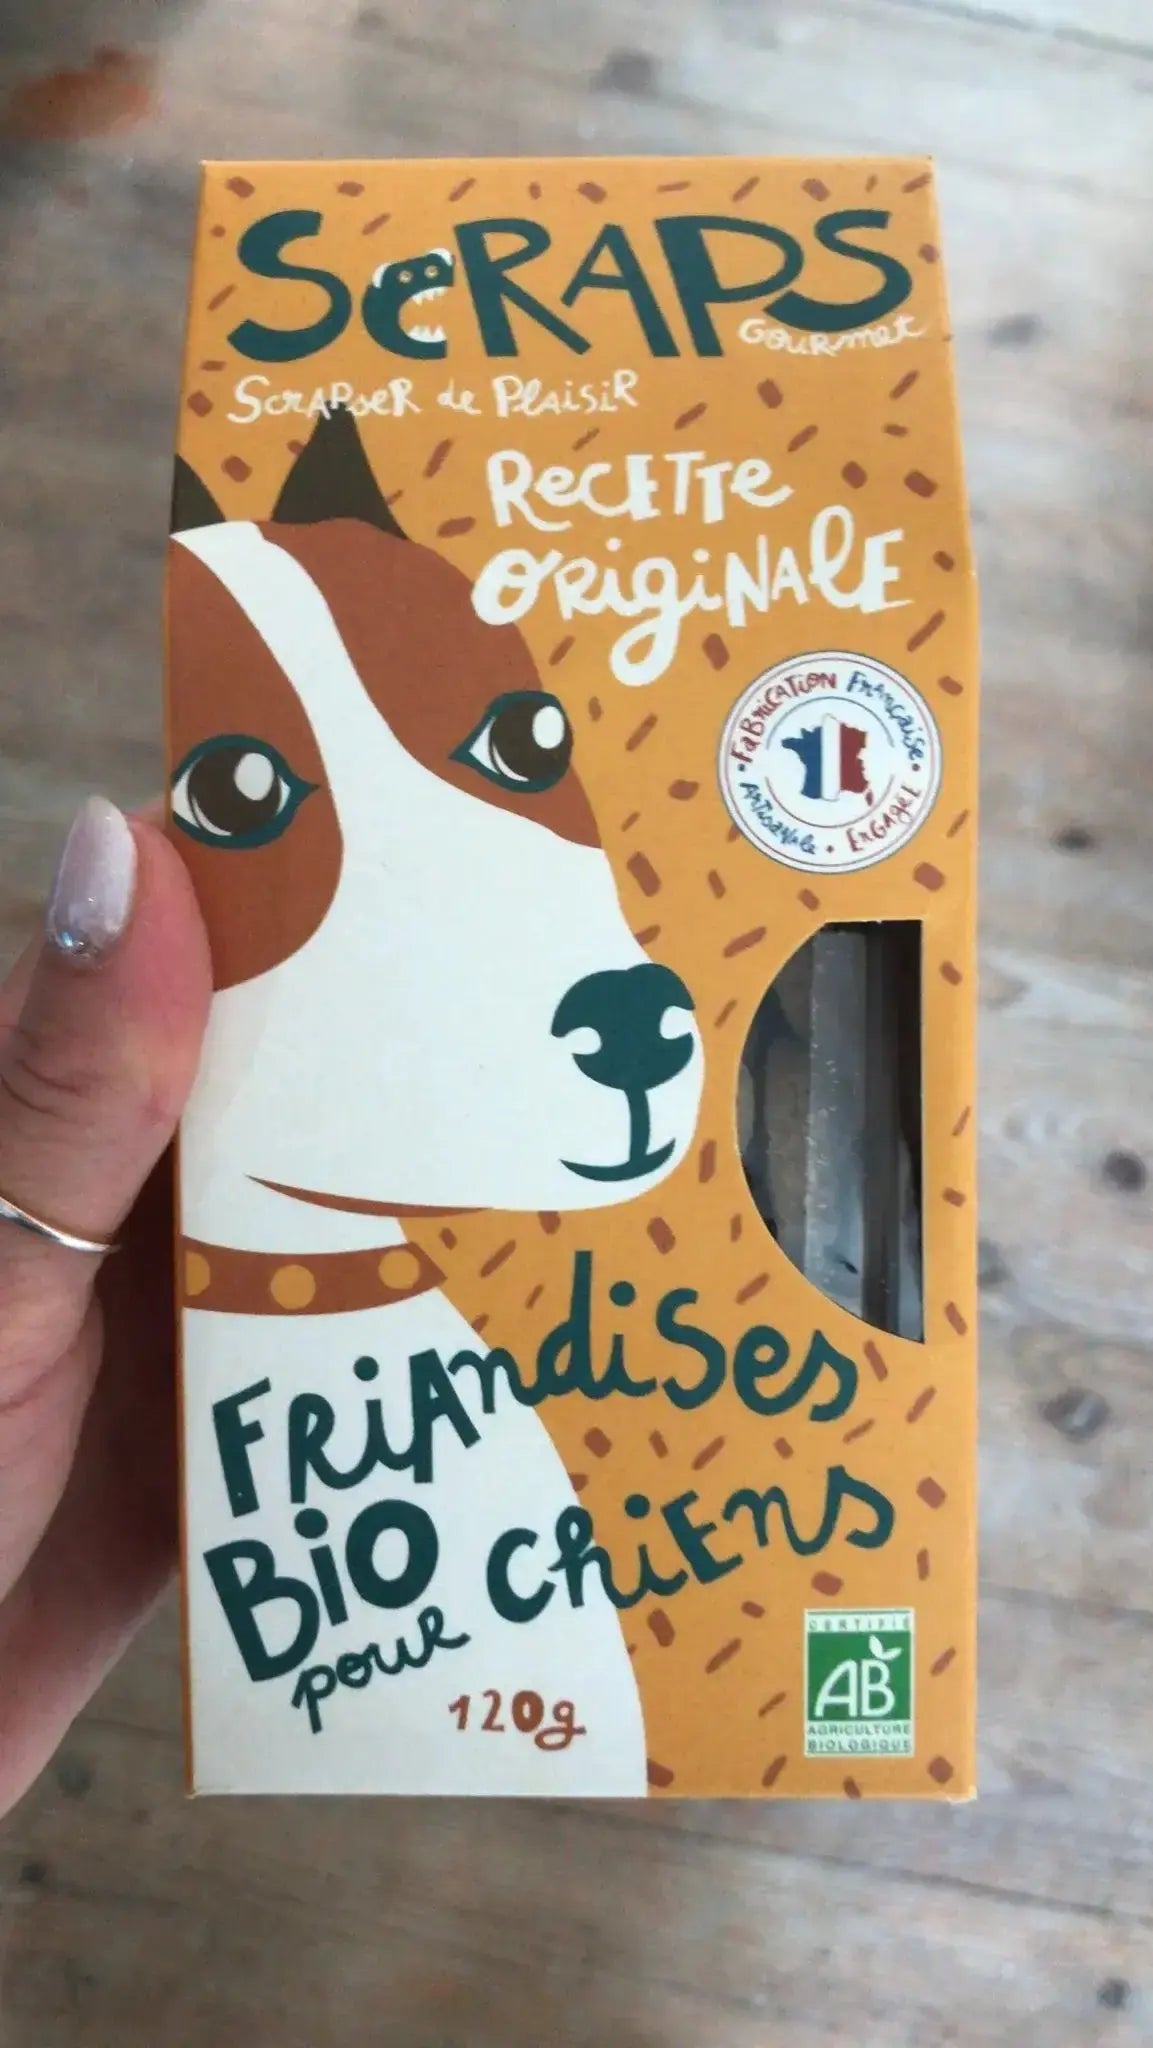 ScRAPS
Gourmet
ScrAPseR de PlaisiR
RecETTe
ORigiNAlE
FaBRiCATiON FRANçaise
ARTisaNale • ENGAgEE
FRiANdiSes
BiO
pouR chiENs
120g
CERTIFIÉ
AB
AGRICULTURE
BIOLOGIQUE